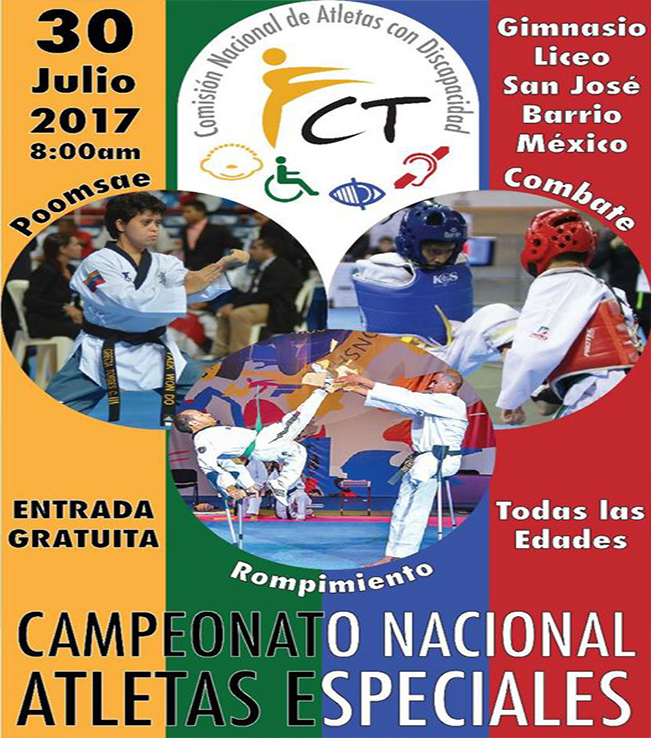 30
Julio
2017
8:00am
Comisión Nacional de Atletas con Discapacidad
FCT
Gimnasio
Liceo
San José
Barrio
México
Poomsae
Combate
ENTRADA
GRATUITA
Todas las
Edades
Rompimiento
CAMPEONATO NACIONAL
ATLETAS ESPECIALES